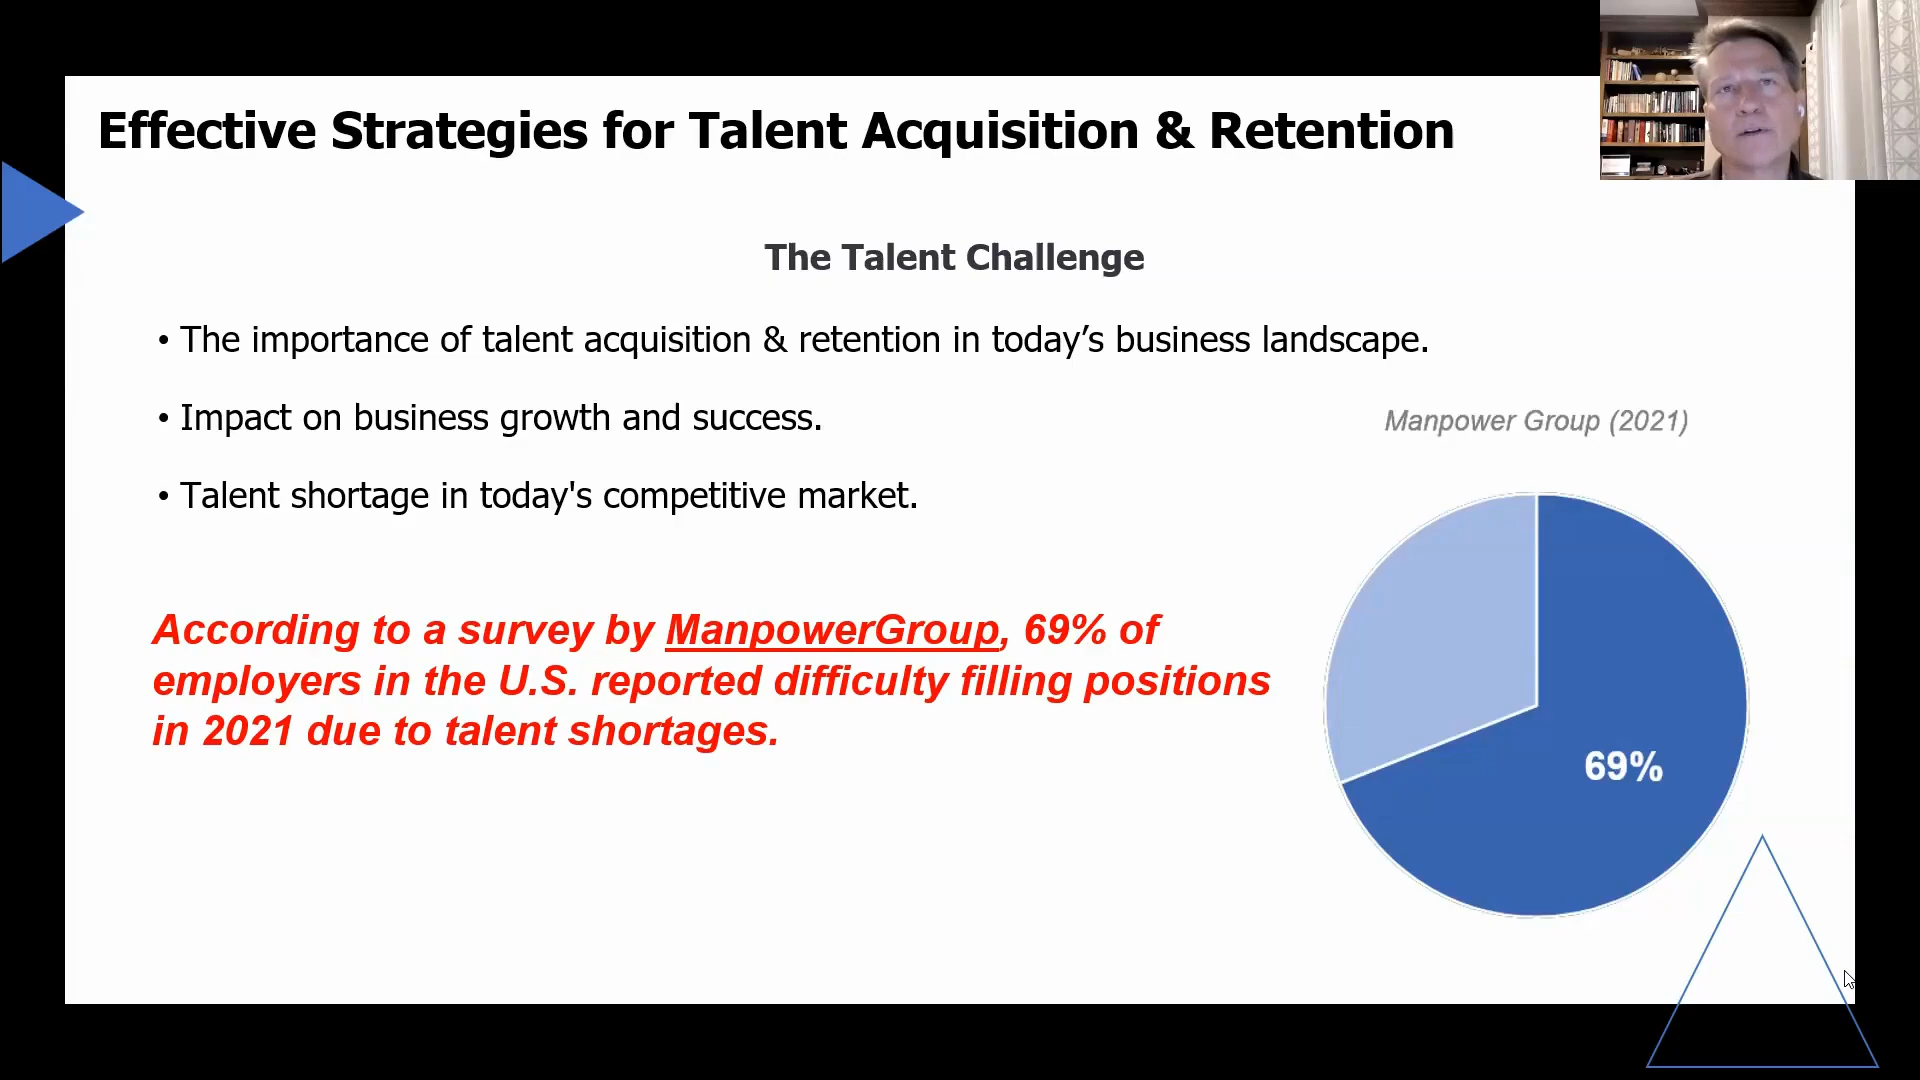 Effective Strategies for Talent Acquisition & Retention
The Talent Challenge
• The importance of talent acquisition & retention in today’s business landscape.
• Impact on business growth and success.
• Talent shortage in today's competitive market.
Manpower Group (2021)
According to a survey by ManpowerGroup, 69% of
employers in the U.S. reported difficulty filling positions
in 2021 due to talent shortages.
69%